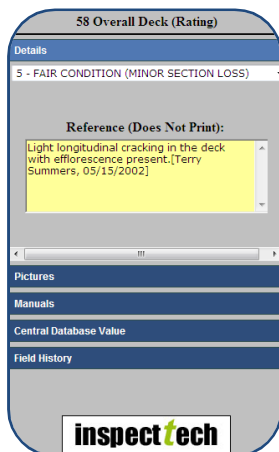 58 Overall Deck (Rating)
Details
5 - FAIR CONDITION (MINOR SECTION LOSS)
Reference (Does Not Print):
Light longitudinal cracking in the deck
with efflorescence present.[Terry
Summers, 05/15/2002]
Pictures
Manuals
Central Database Value
Field History
inspecttech